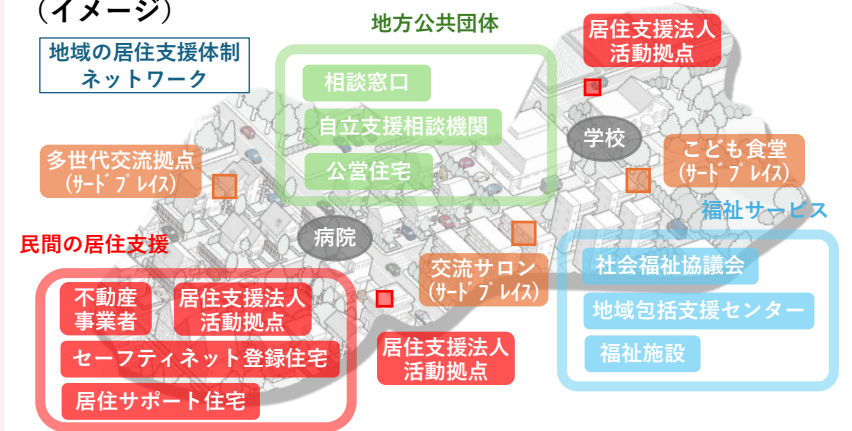 （イメージ）
地域の居住支援体制
ネットワーク
地方公共団体
相談窓口
自立支援相談機関
公営住宅
居住支援法人
活動拠点
学校
こども食堂
(ｻｰﾄﾞﾌﾟﾚｲｽ)
多世代交流拠点
(ｻｰﾄﾞﾌﾟﾚｲｽ)
病院
交流サロン
(ｻｰﾄﾞﾌﾟﾚｲｽ)
福祉サービス
社会福祉協議会
地域包括支援センター
福祉施設
民間の居住支援
不動産
事業者
居住支援法人
活動拠点
セーフティネット登録住宅
居住サポート住宅
居住支援法人
活動拠点